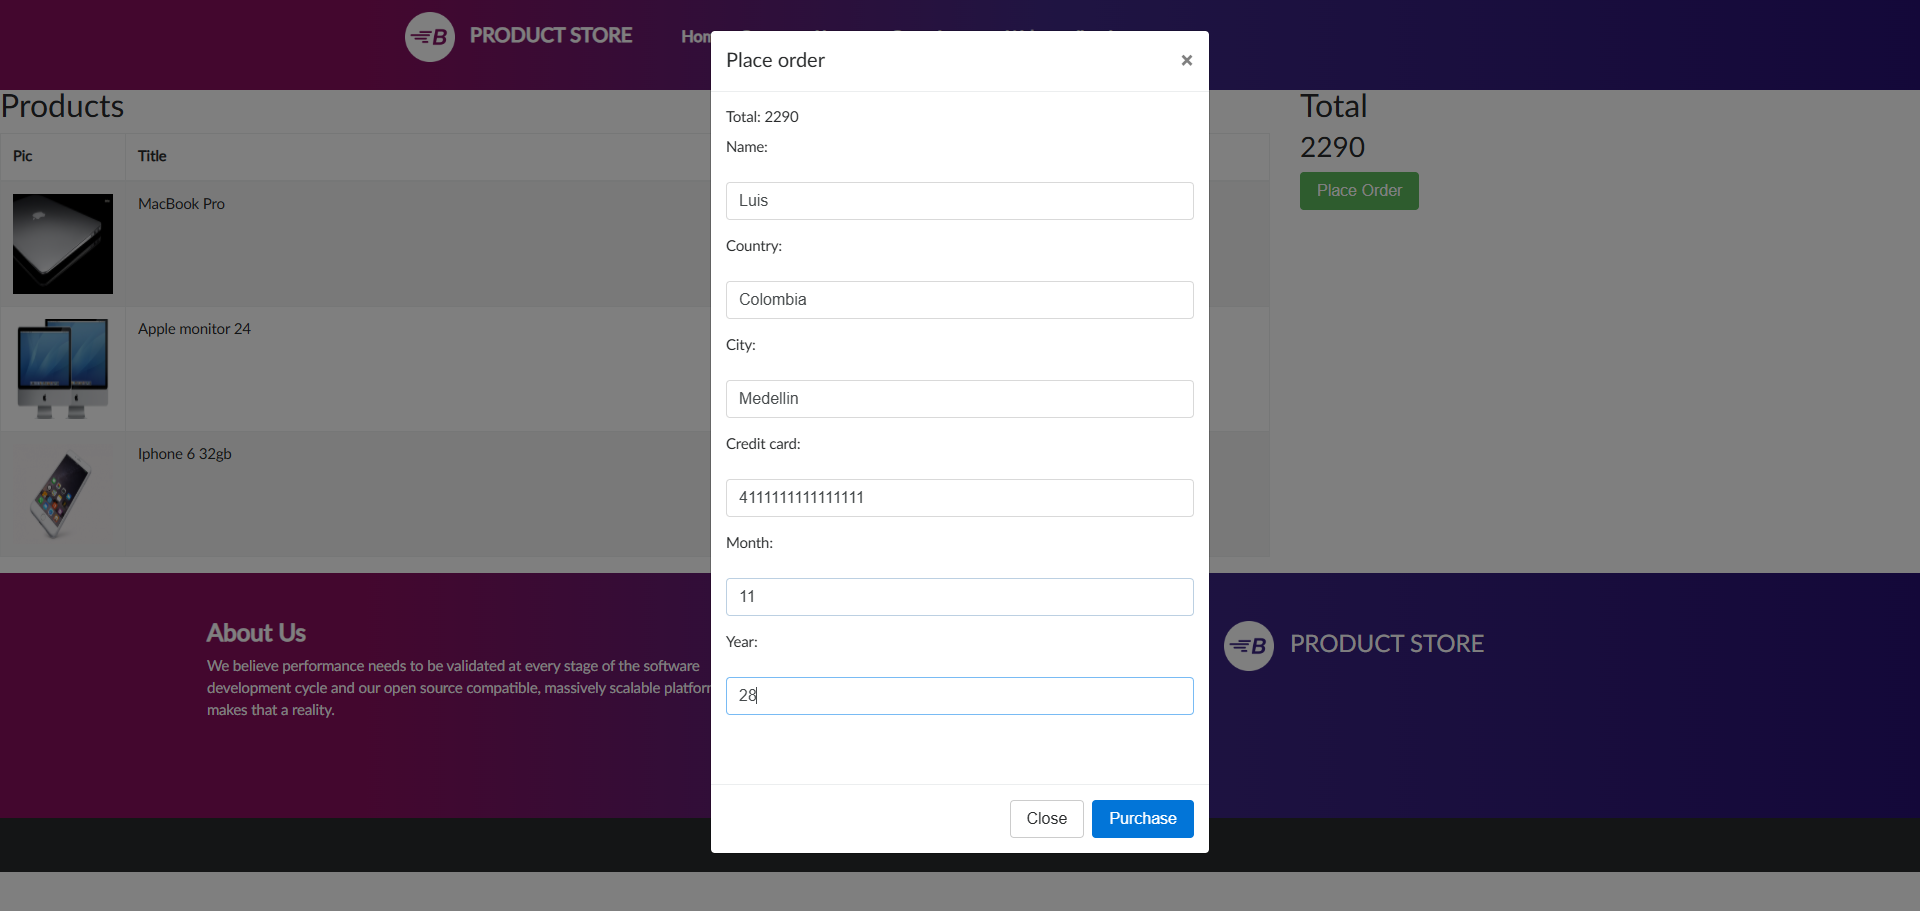 B PRODUCT STORE
Place order
×
Total: 2290
Name:
Luis
Country:
Colombia
City:
Medellin
Credit card:
4111111111111111
Month:
11
Year:
28
Close
Purchase
Products
Pic
Title
MacBook Pro
Apple monitor 24
Iphone 6 32gb
Total
2290
Place Order
About Us
We believe performance needs to be validated at every stage of the software
development cycle and our open source compatible, massively scalable
makes that a reality.
B PRODUCT STORE